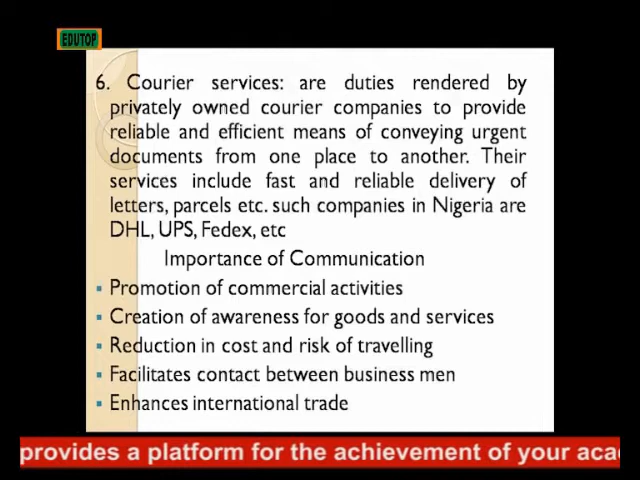 EDUTOP
6. Courier services: are duties rendered by
privately owned courier companies to provide
reliable and efficient means of conveying urgent
documents from one place to another. Their
services include fast and reliable delivery of
letters, parcels etc. such companies in Nigeria are
DHL, UPS, Fedex, etc
Importance of Communication
▪ Promotion of commercial activities
▪ Creation of awareness for goods and services
▪ Reduction in cost and risk of travelling
▪ Facilitates contact between business men
▪ Enhances international trade
provides a platform for the achievement of your aca